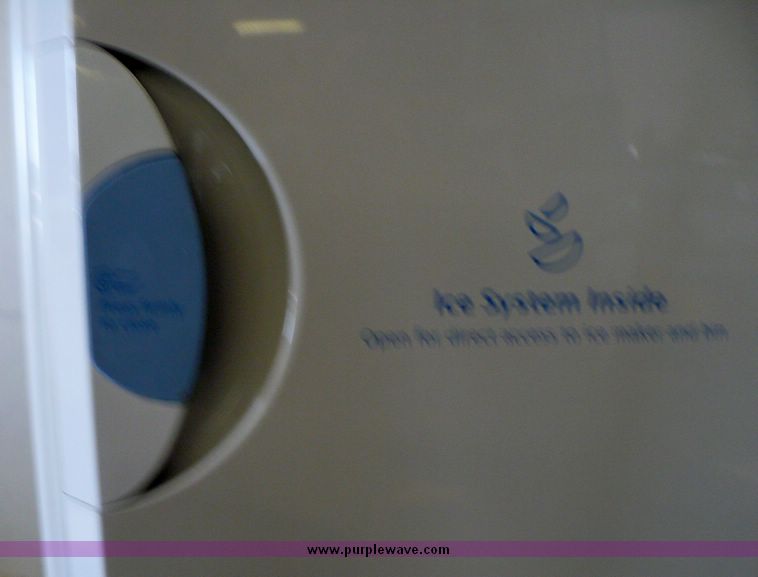 Ice System Inside
Open for direct access to ice maker and bin
www.purplewave.com